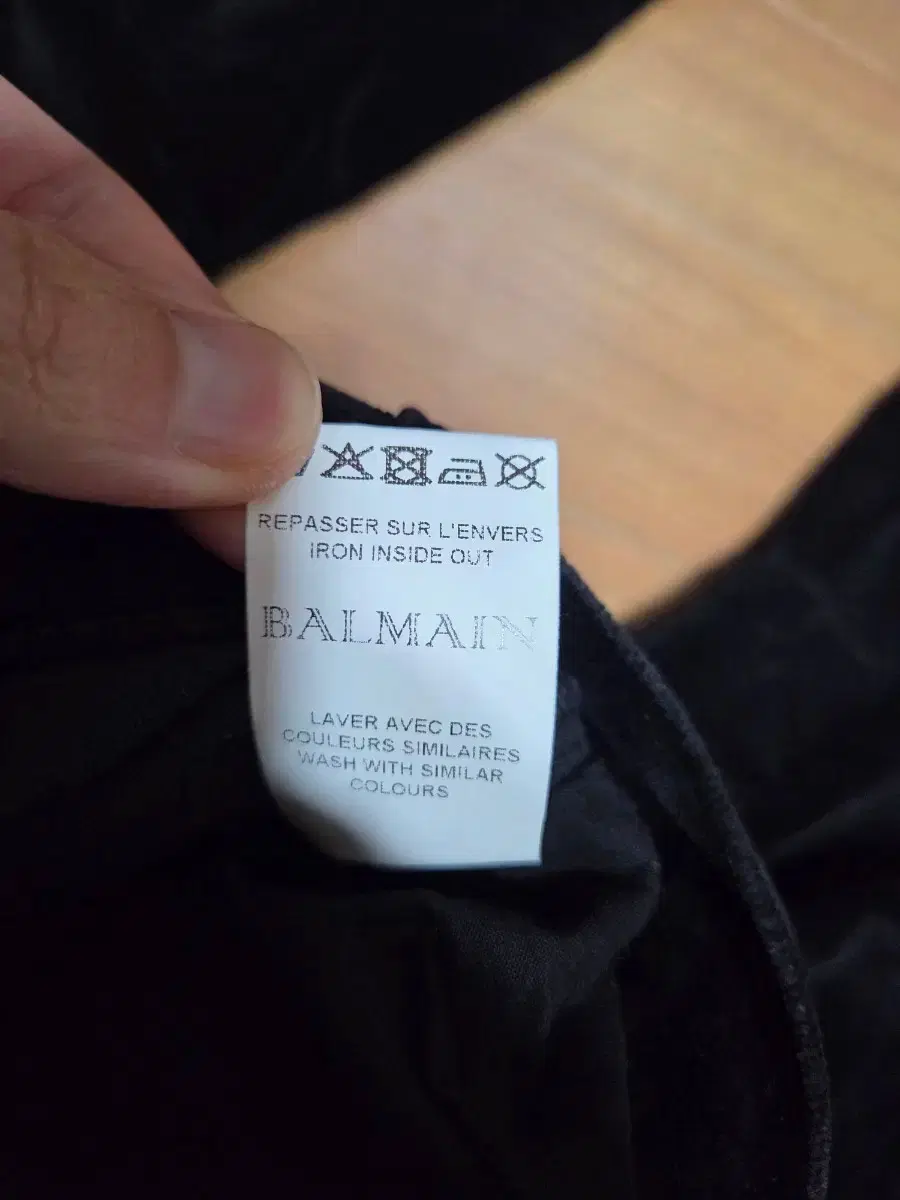 REPASSER SUR L'ENVERS
IRON INSIDE OUT
BALMAIN
LAVER AVEC DES
COULEURS SIMILAIRES
WASH WITH SIMILAR
COLOURS